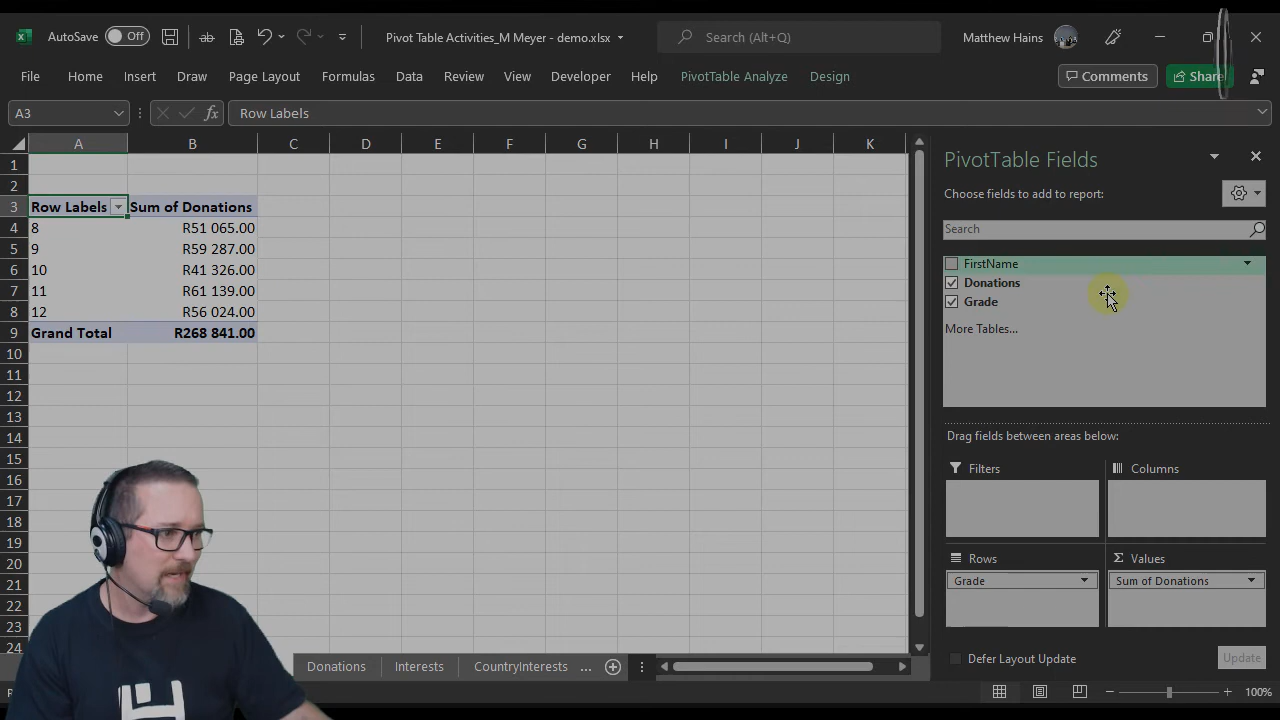 AutoSave Off Pivot Table Activities_M Meyer - demo.xlsx Search (Alt+Q) Matthew Hains
File Home Insert Draw Page Layout Formulas Data Review View Developer Help PivotTable Analyze Design Comments Share
A3 fx Row Labels
A B C D E F G H I J K
1
2
3 Row Labels Sum of Donations
4 8 R51 065.00
5 9 R59 287.00
6 10 R41 326.00
7 11 R61 139.00
8 12 R56 024.00
9 Grand Total R268 841.00
10
11
12
13
14
15
16
17
18
19
20
21
22
23
24
PivotTable Fields
Choose fields to add to report:
Search
FirstName
Donations
Grade
More Tables...
Drag fields between areas below:
Filters Columns
Rows Σ Values
Grade Sum of Donations
Defer Layout Update Update
Donations Interests CountryInterests ...
100%